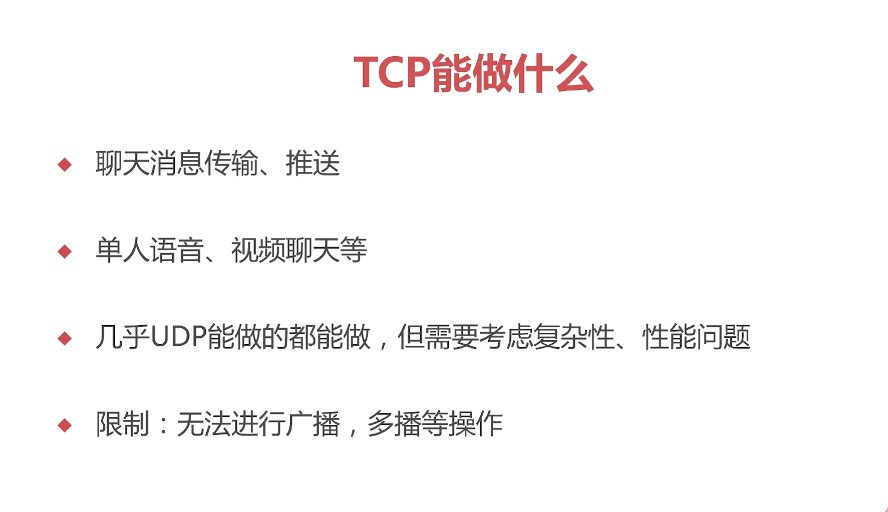 TCP能做什么
聊天消息传输、推送
单人语音、视频聊天等
几乎UDP能做的都能做，但需要考虑复杂性、性能问题
限制：无法进行广播，多播等操作